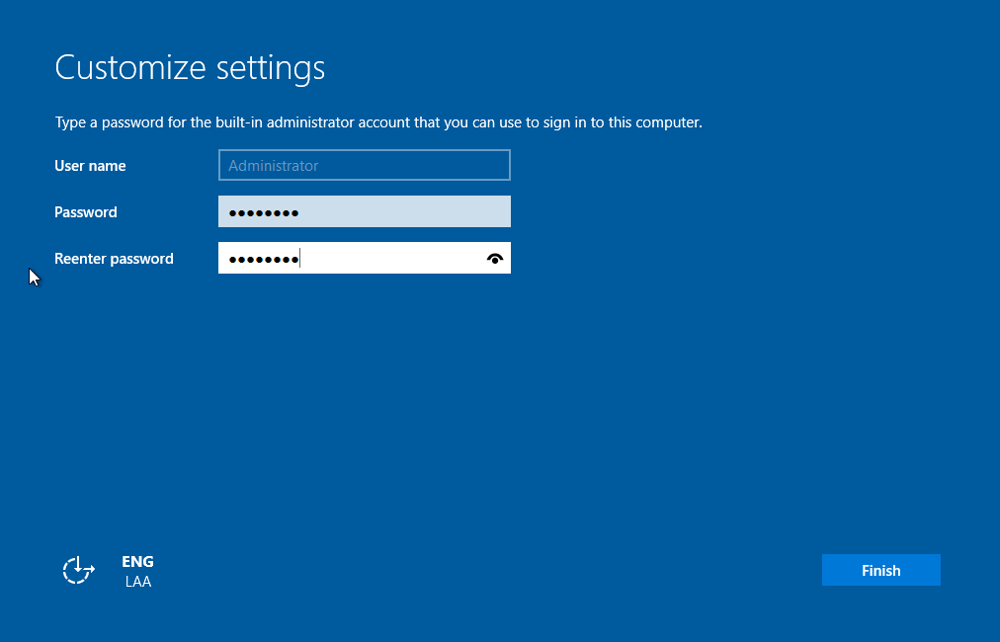 Customize settings
Type a password for the built-in administrator account that you can use to sign in to this computer.
User name
Administrator
Password
••••••••
Reenter password
••••••••
ENG
LAA
Finish